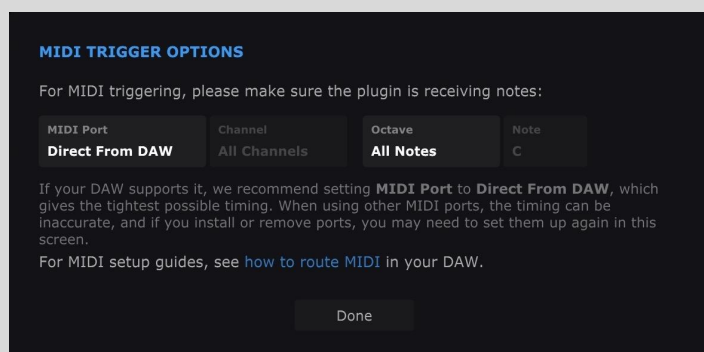 MIDI TRIGGER OPTIONS
For MIDI triggering, please make sure the plugin is receiving notes:
MIDI Port Channel Octave Note
Direct From DAW All Channels All Notes C
If your DAW supports it, we recommend setting MIDI Port to Direct From DAW, which
gives the tightest possible timing. When using other MIDI ports, the timing can be
inaccurate, and if you install or remove ports, you may need to set them up again in this
screen.
For MIDI setup guides, see how to route MIDI in your DAW.
Done